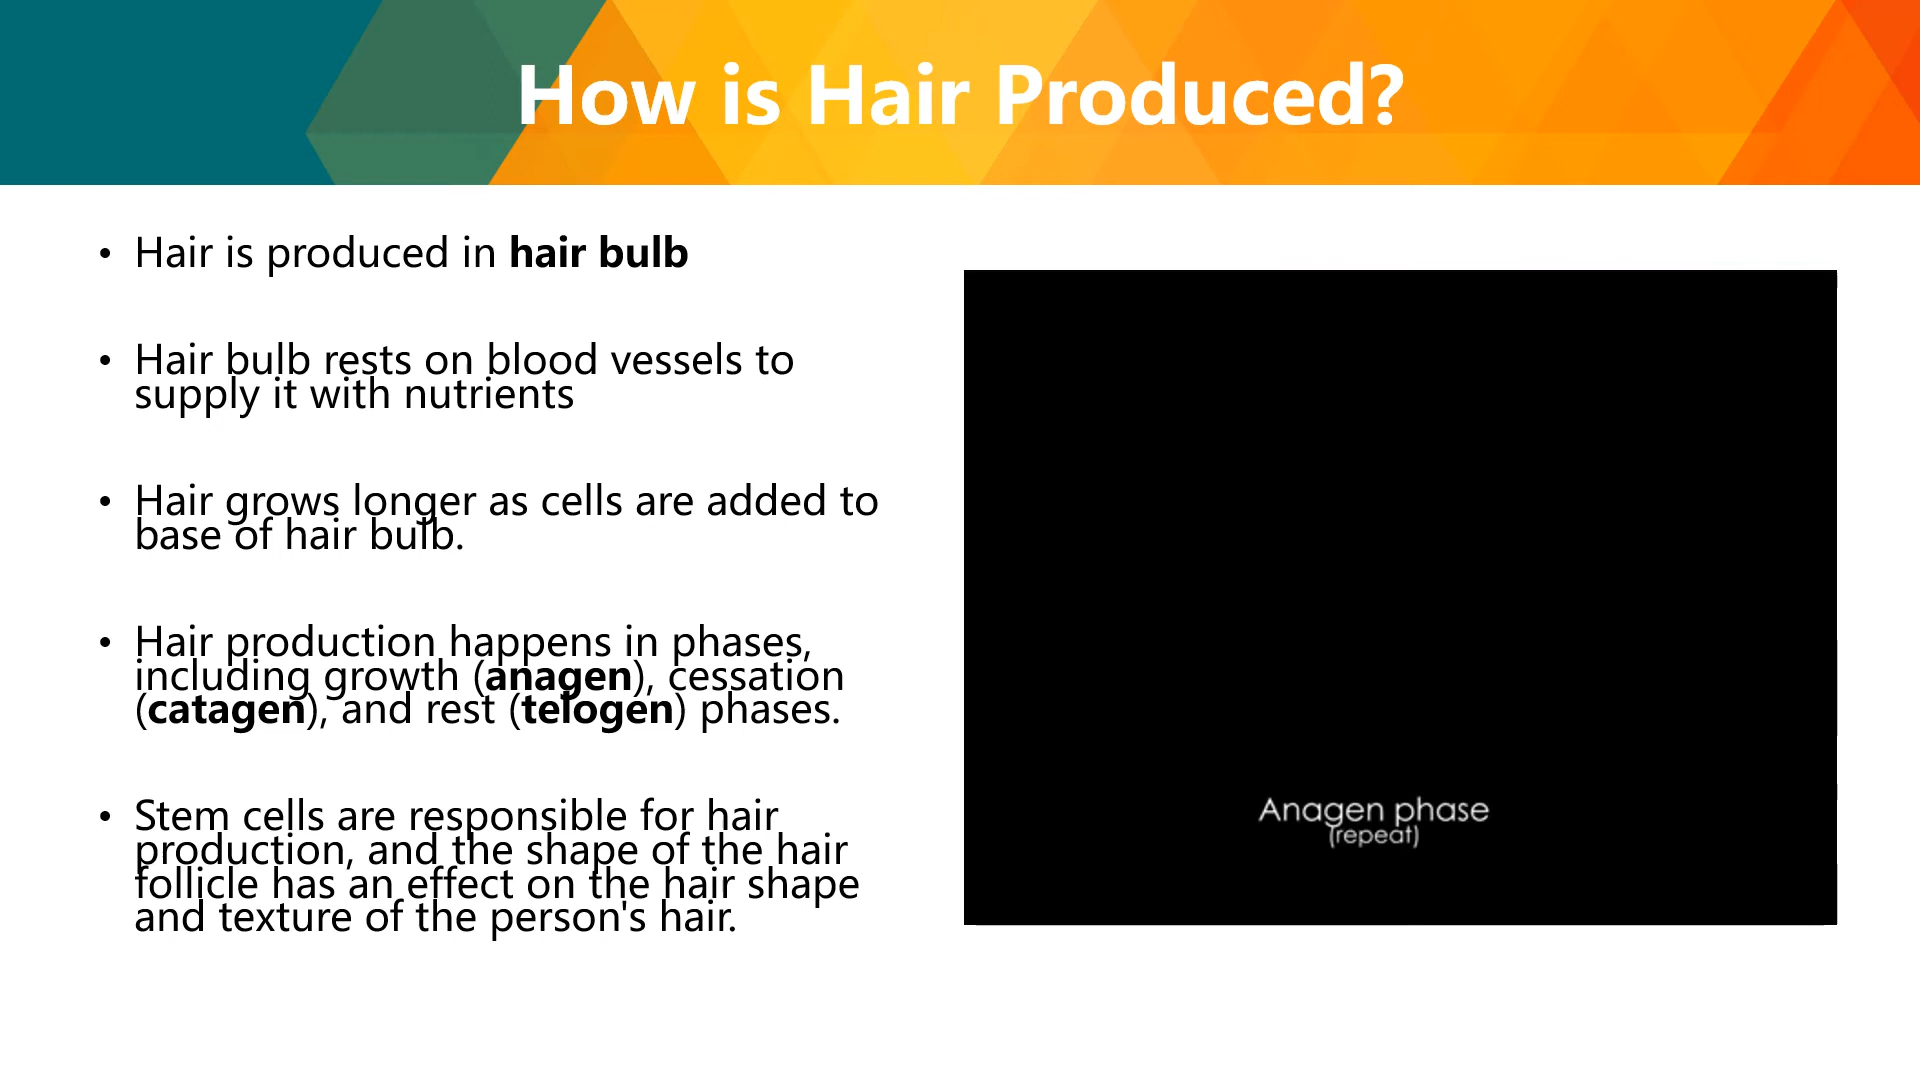 How is Hair Produced?
• Hair is produced in hair bulb
• Hair bulb rests on blood vessels to
supply it with nutrients
• Hair grows longer as cells are added to
base of hair bulb.
• Hair production happens in phases,
including growth (anagen), cessation
(catagen), and rest (telogen) phases.
• Stem cells are responsible for hair
production, and the shape of the hair
follicle has an effect on the hair shape
and texture of the person's hair.
Anagen phase
(repeat)